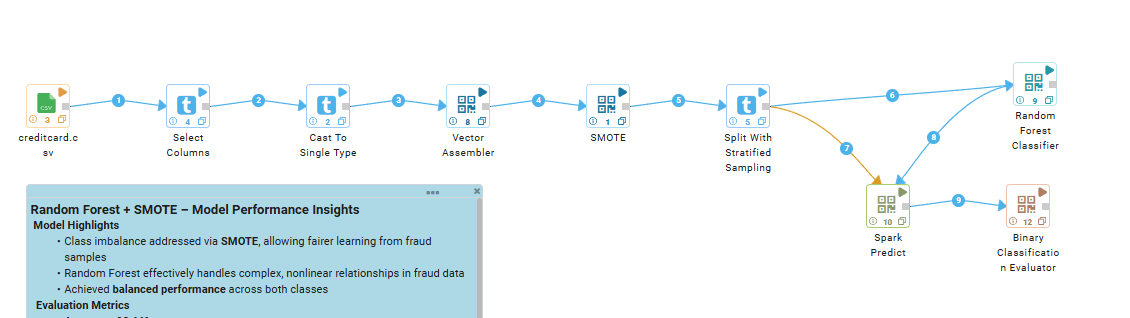 1
2
3
4
5
6
7
8
9
CSV
3
4
2
8
1
5
9
10
12
creditcard.c
sv
Select
Columns
Cast To
Single Type
Vector
Assembler
SMOTE
Split With
Stratified
Sampling
Random
Forest
Classifier
Spark
Predict
Binary
Classificatio
n Evaluator
Random Forest + SMOTE – Model Performance Insights
Model Highlights
• Class imbalance addressed via SMOTE, allowing fairer learning from fraud
samples
• Random Forest effectively handles complex, nonlinear relationships in fraud data
• Achieved balanced performance across both classes
Evaluation Metrics